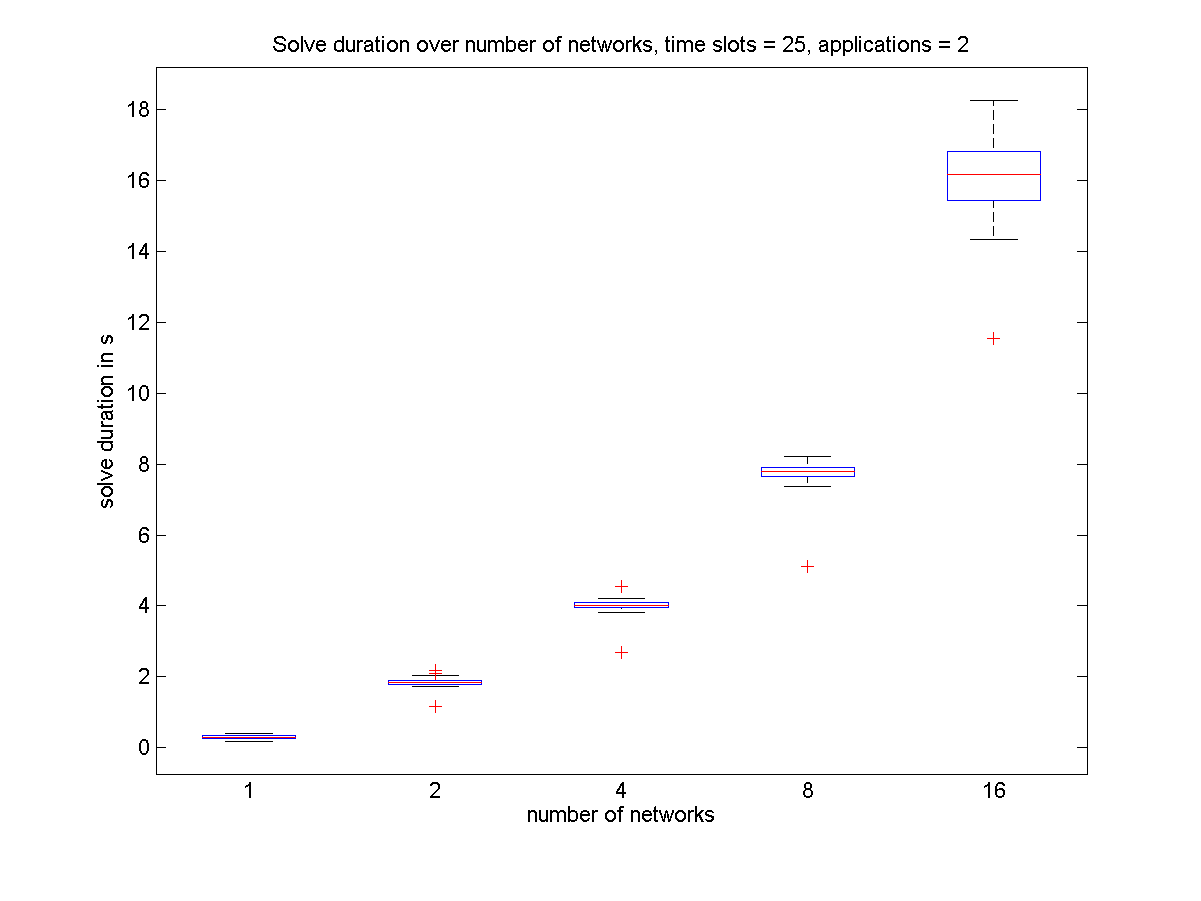 Solve duration over number of networks, time slots = 25, applications = 2
18
16
14
12
10
8
6
4
2
0
solve duration in s
1 2 4 8 16
number of networks